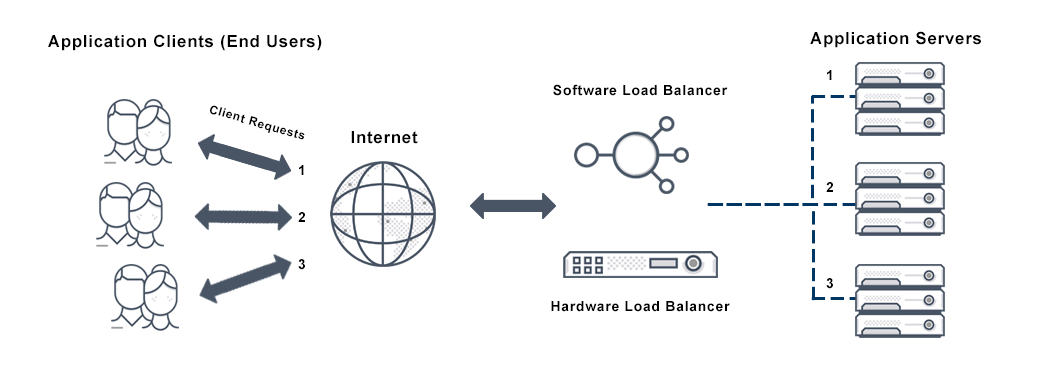 Application Clients (End Users)
Client Requests
1
2
3
Internet
Software Load Balancer
Hardware Load Balancer
Application Servers
1
2
3